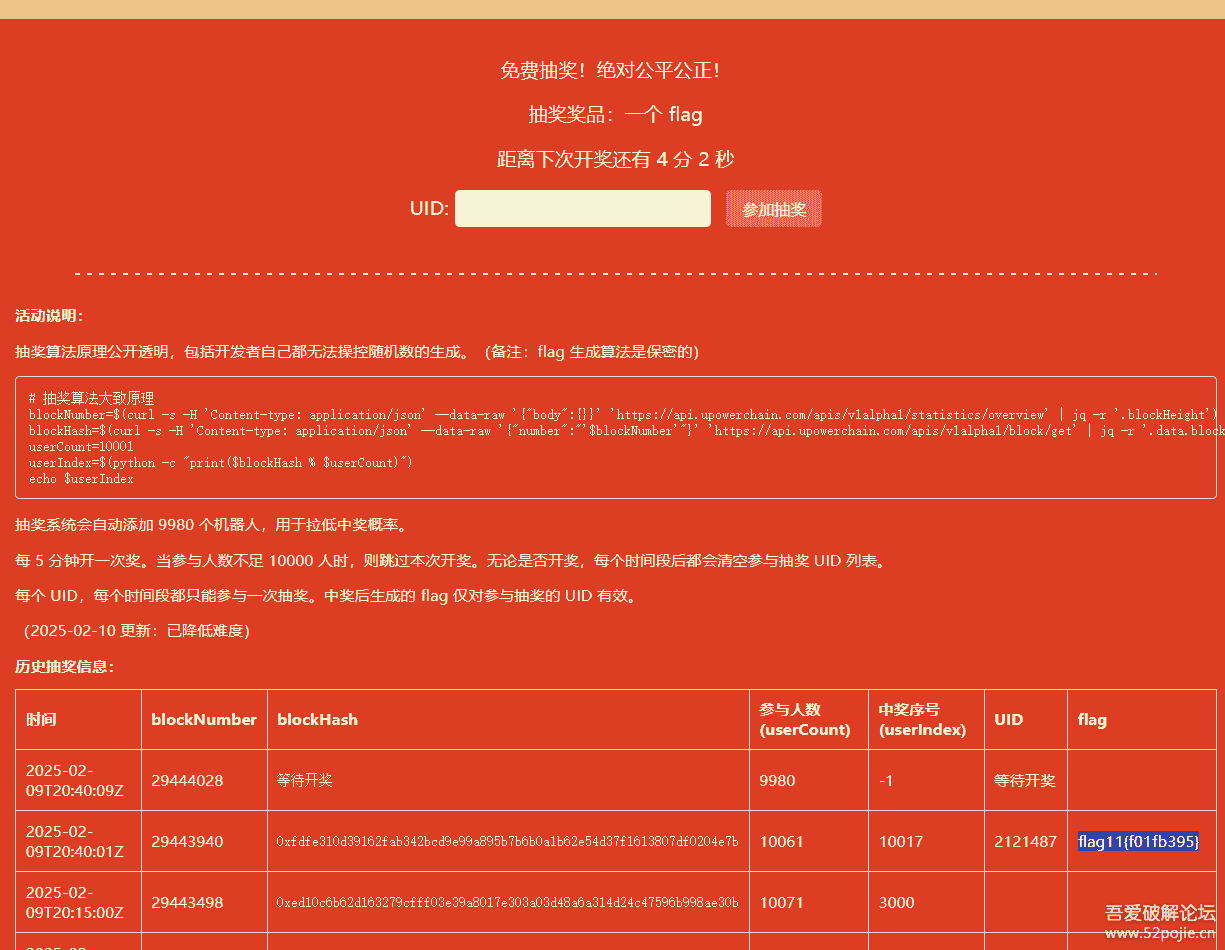 免费抽奖！绝对公平公正！
抽奖奖品：一个 flag
距离下次开奖还有 4 分 2 秒
UID: 参加抽奖
活动说明：
抽奖算法原理公开透明，包括开发者自己都无法操控随机数的生成。（备注：flag 生成算法是保密的）
# 抽奖算法大致原理
blockNumber=$(curl -s -H 'Content-type: application/json' --data-raw '{"body":{}}' 'https://api.upowerchain.com/apis/v1alpha1/statistics/overview' | jq -r '.blockHeight')
blockHash=$(curl -s -H 'Content-type: application/json' --data-raw '{"number":"'$blockNumber'"}' 'https://api.upowerchain.com/apis/v1alpha1/block/get' | jq -r '.data.block
userCount=10001
userIndex=$(python -c "print($blockHash % $userCount)")
echo $userIndex
抽奖系统会自动添加 9980 个机器人，用于拉低中奖概率。
每 5 分钟开一次奖。当参与人数不足 10000 人时，则跳过本次开奖。无论是否开奖，每个时间段后都会清空参与抽奖 UID 列表。
每个 UID，每个时间段都只能参与一次抽奖。中奖后生成的 flag 仅对参与抽奖的 UID 有效。
（2025-02-10 更新：已降低难度）
历史抽奖信息：
时间 blockNumber blockHash 参与人数 (userCount) 中奖序号 (userIndex) UID flag
2025-02-09T20:40:09Z 29444028 等待开奖 9980 -1 等待开奖
2025-02-09T20:40:01Z 29443940 0xfdfe310d39162fab342bcd9e99a895b7b6b0a1b62e54d37f1613807df0204e7b 10061 10017 2121487 flag11{f01fb395}
2025-02-09T20:15:00Z 29443498 0xed10c6b62d163279cfff03e39a8017e303a03d48a6a314d24c47596b998ae30b 10071 3000
吾爱破解论坛
www.52pojie.cn